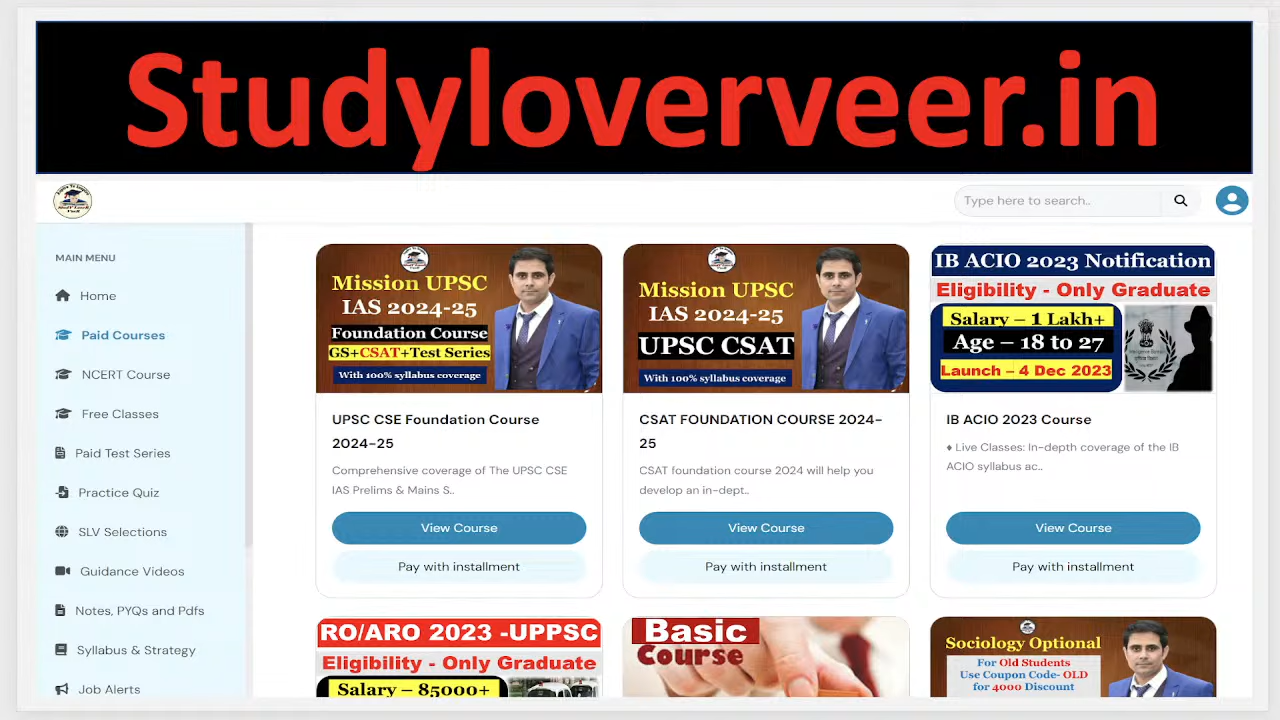 Studyloverveer.in
Type here to search..
MAIN MENU
Home
Paid Courses
NCERT Course
Free Classes
Paid Test Series
Practice Quiz
SLV Selections
Guidance Videos
Notes, PYQs and Pdfs
Syllabus & Strategy
Job Alerts
Mission UPSC
IAS 2024-25
Foundation Course
GS+CSAT+Test Series
With 100% syllabus coverage
UPSC CSE Foundation Course
2024-25
Comprehensive coverage of The UPSC CSE
IAS Prelims & Mains S..
View Course
Pay with installment
Mission UPSC
IAS 2024-25
UPSC CSAT
With 100% syllabus coverage
CSAT FOUNDATION COURSE 2024-
25
CSAT foundation course 2024 will help you
develop an in-dept..
View Course
Pay with installment
IB ACIO 2023 Notification
Eligibility - Only Graduate
Salary – 1 Lakh+
Age – 18 to 27
Launch – 4 Dec 2023
IB ACIO 2023 Course
♦ Live Classes: In-depth coverage of the IB
ACIO syllabus ac..
View Course
Pay with installment
RO/ARO 2023 -UPPSC
Eligibility - Only Graduate
Salary – 85000+
Basic
Course
Sociology Optional
For Old Students
Use Coupon Code- OLD
for 4000 Discount